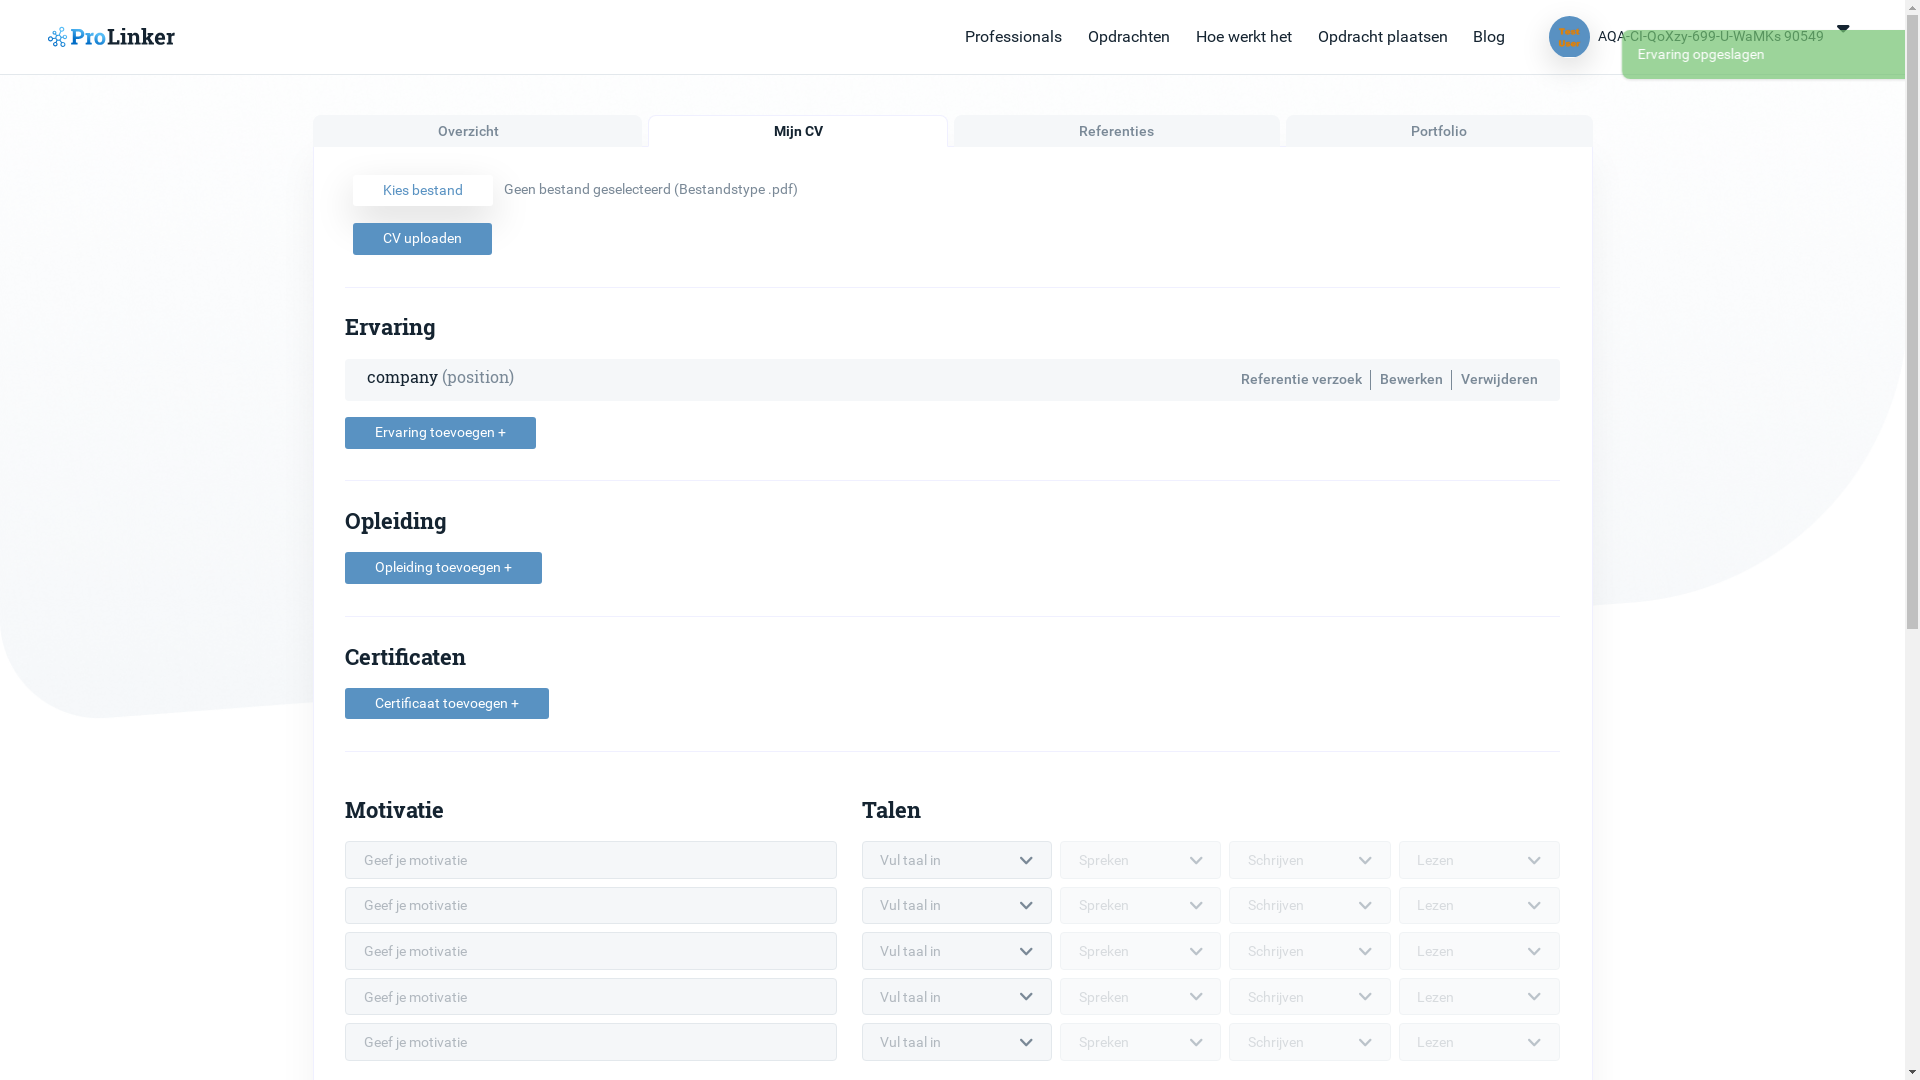 ProLinker
Professionals
Opdrachten
Hoe werkt het
Opdracht plaatsen
Blog
Test User
AQA-CI-QoXzy-699-U-WaMKs 90549
Ervaring opgeslagen
Overzicht
Mijn CV
Referenties
Portfolio
Kies bestand
Geen bestand geselecteerd (Bestandstype .pdf)
CV uploaden
Ervaring
company (position)
Referentie verzoek
Bewerken
Verwijderen
Ervaring toevoegen +
Opleiding
Opleiding toevoegen +
Certificaten
Certificaat toevoegen +
Motivatie
Talen
Geef je motivatie
Vul taal in
Spreken
Schrijven
Lezen
Geef je motivatie
Vul taal in
Spreken
Schrijven
Lezen
Geef je motivatie
Vul taal in
Spreken
Schrijven
Lezen
Geef je motivatie
Vul taal in
Spreken
Schrijven
Lezen
Geef je motivatie
Vul taal in
Spreken
Schrijven
Lezen